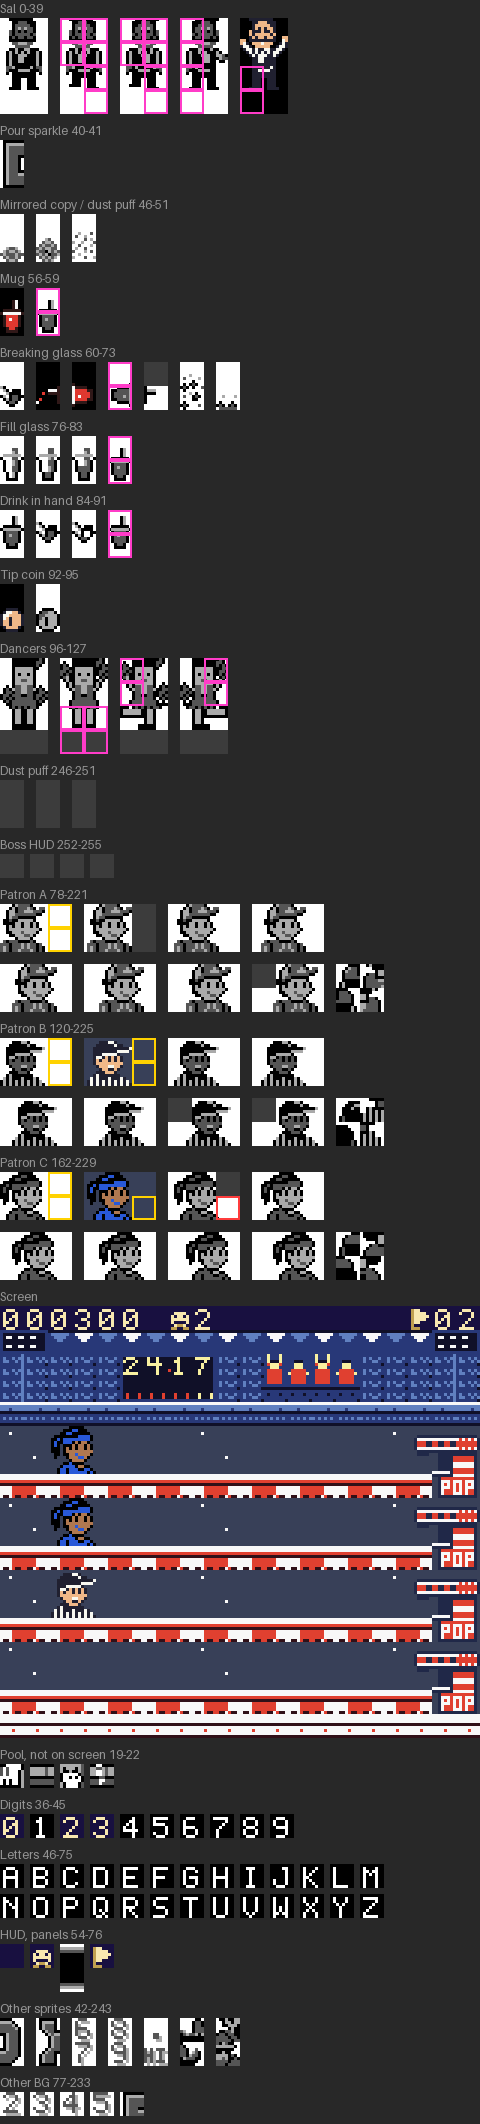 Sal 0-39
Pour sparkle 40-41
Mirrored copy / dust puff 46-51
Mug 56-59
Breaking glass 60-73
Fill glass 76-83
Drink in hand 84-91
Tip coin 92-95
Dancers 96-127
Dust puff 246-251
Boss HUD 252-255
Patron A 78-221
Patron B 120-225
Patron C 162-229
Screen
000300 2 02
2417
POP
POP
POP
POP
Pool, not on screen 19-22
Digits 36-45
0 1 2 3 4 5 6 7 8 9
Letters 46-75
A B C D E F G H I J K L M
N O P Q R S T U V W X Y Z
HUD, panels 54-76
Other sprites 42-243
HI
Other BG 77-233
2 3 4 5